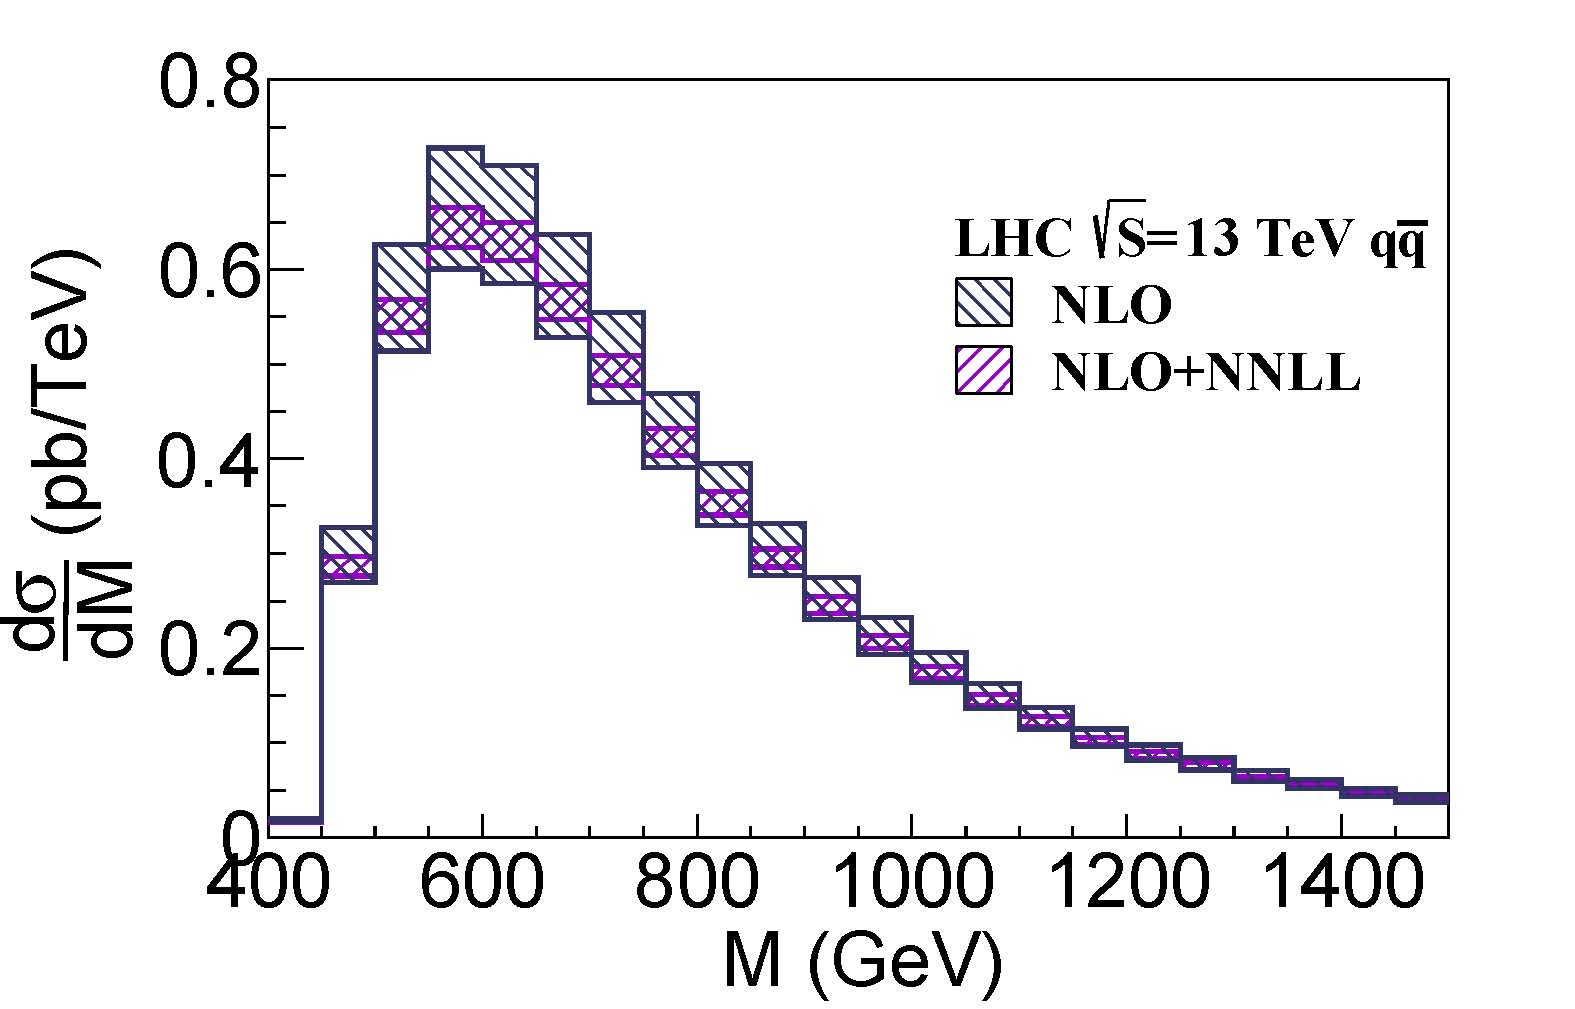 0.8
0.6
0.4
0.2
0
dσ
dM
(pb/TeV)
LHC √S=13 TeV qq̄
NLO
NLO+NNLL
400 600 800 1000 1200 1400
M (GeV)